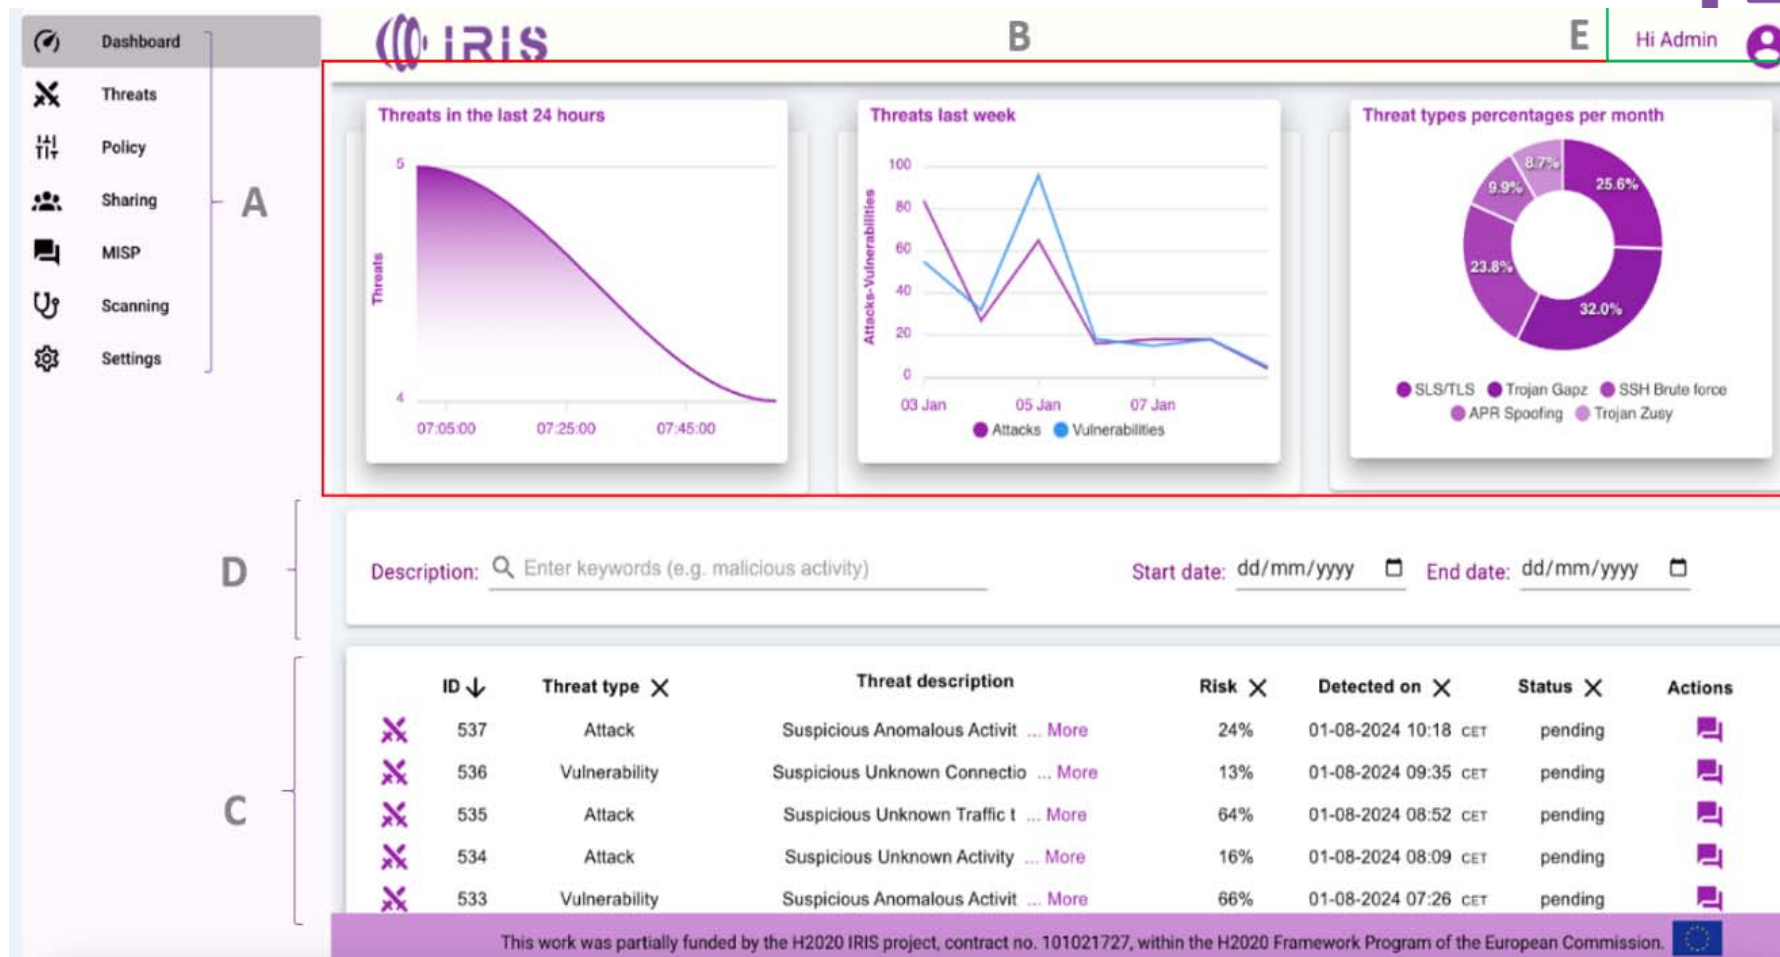 Dashboard
Threats
Policy
Sharing
MISP
Scanning
Settings
A
IRIS
B
E
Hi Admin
Threats in the last 24 hours
5
Threats
4
07:05:00 07:25:00 07:45:00
Threats last week
100
80
60
40
20
0
Attacks-Vulnerabilities
03 Jan 05 Jan 07 Jan
Attacks Vulnerabilities
Threat types percentages per month
8.7%
25.6%
9.9%
23.8%
32.0%
SLS/TLS Trojan Gapz SSH Brute force
APR Spoofing Trojan Zusy
D
Description: Enter keywords (e.g. malicious activity) Start date: dd/mm/yyyy End date: dd/mm/yyyy
C
ID Threat type Threat description Risk Detected on Status Actions
537 Attack Suspicious Anomalous Activit ... More 24% 01-08-2024 10:18 CET pending
536 Vulnerability Suspicious Unknown Connectio ... More 13% 01-08-2024 09:35 CET pending
535 Attack Suspicious Unknown Traffic t ... More 64% 01-08-2024 08:52 CET pending
534 Attack Suspicious Unknown Activity ... More 16% 01-08-2024 08:09 CET pending
533 Vulnerability Suspicious Anomalous Activit ... More 66% 01-08-2024 07:26 CET pending
This work was partially funded by the H2020 IRIS project, contract no. 101021727, within the H2020 Framework Program of the European Commission.